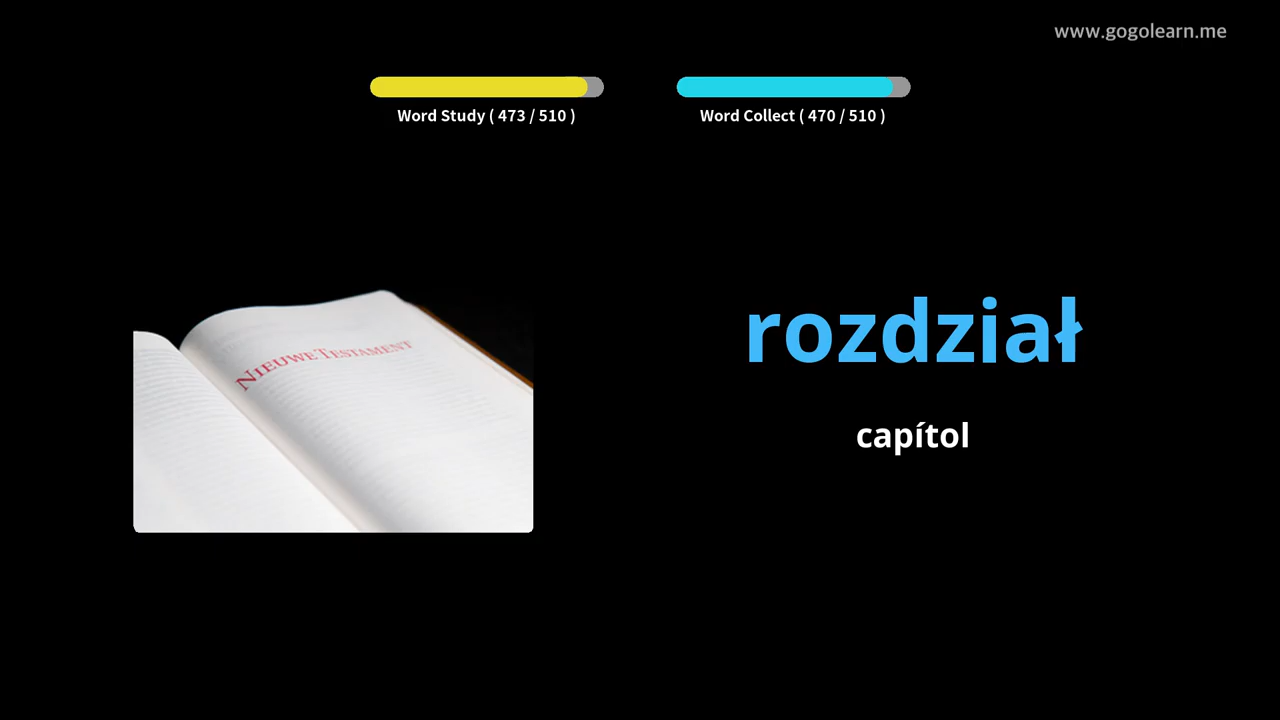 www.gogolearn.me
Word Study ( 473 / 510 )
Word Collect ( 470 / 510 )
NIEUWE TESTAMENT
rozdział
capítol